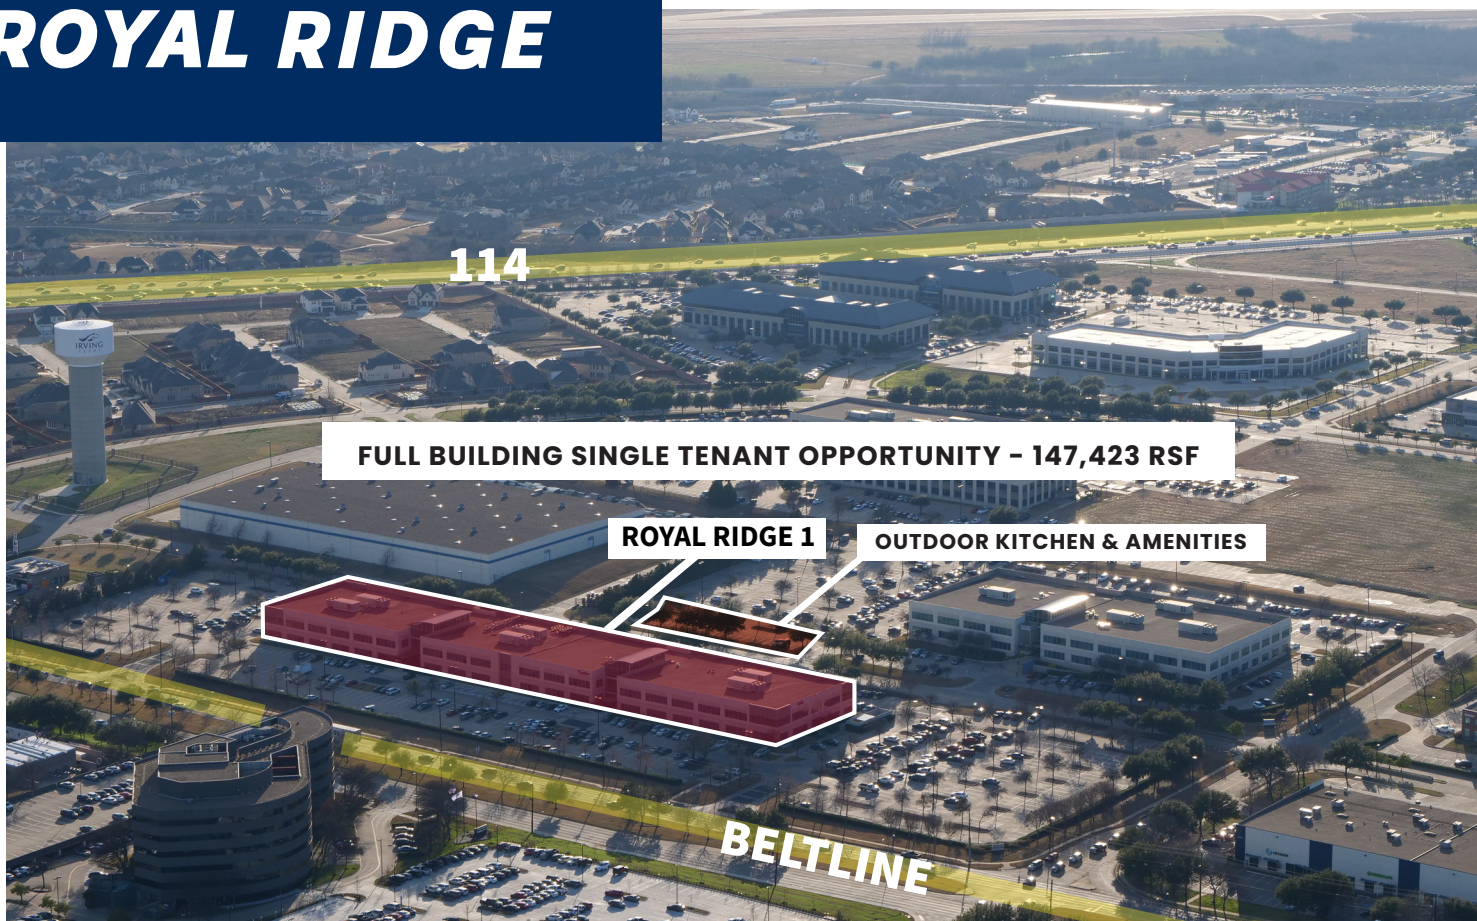 ROYAL RIDGE
114
IRVING
TEXAS
FULL BUILDING SINGLE TENANT OPPORTUNITY – 147,423 RSF
ROYAL RIDGE 1
OUTDOOR KITCHEN & AMENITIES
BELTLINE